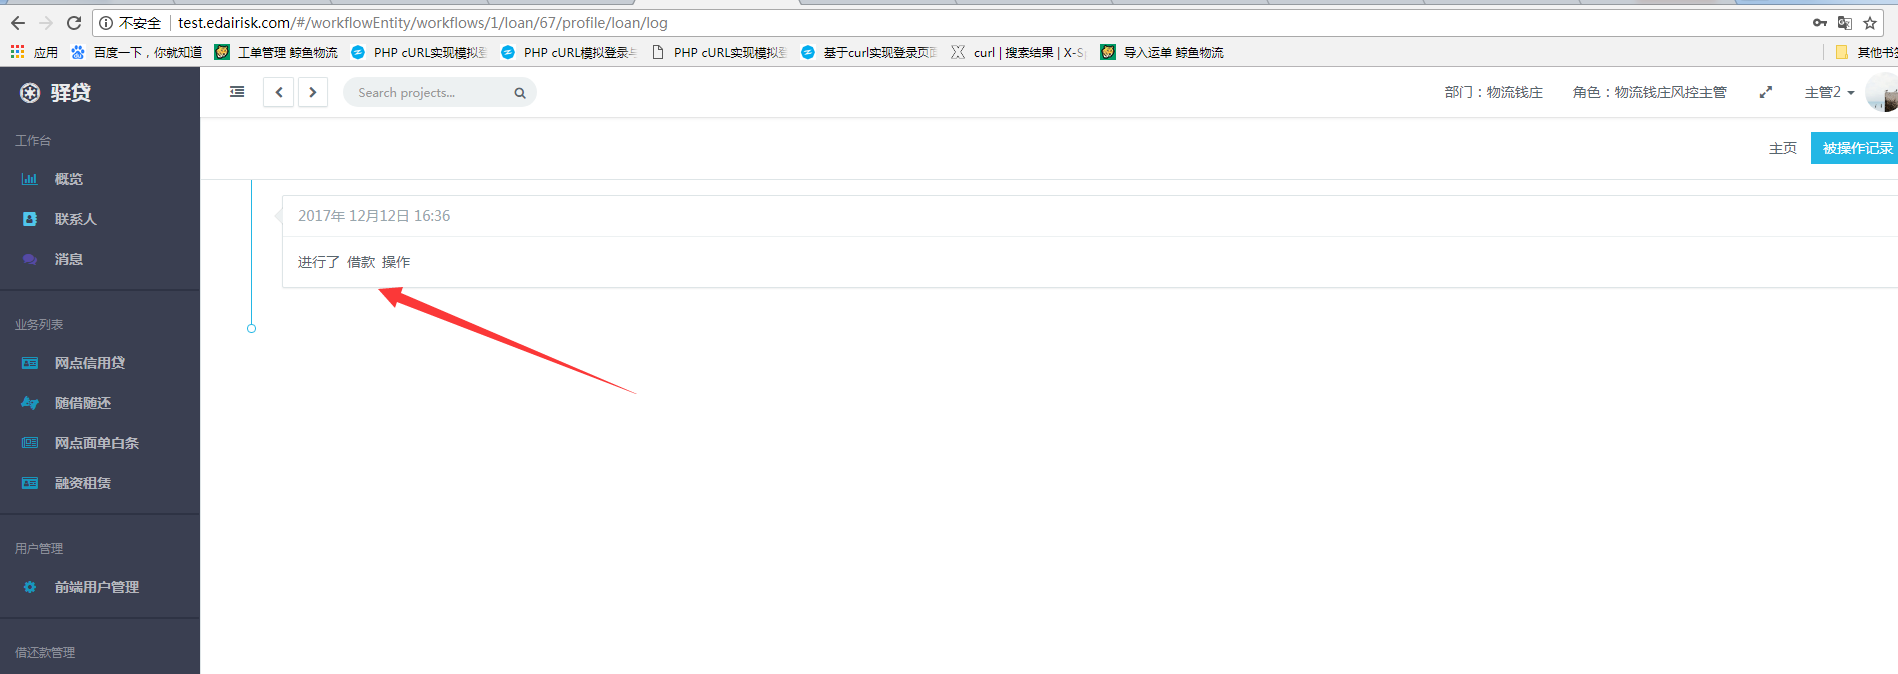 不安全 | test.edairisk.com/#/workflowEntity/workflows/1/loan/67/profile/loan/log
应用 百度一下，你就知道 工单管理 鲸鱼物流 PHP cURL实现模拟登 PHP cURL模拟登录与 PHP cURL实现模拟登 基于curl实现登录页面 curl | 搜索结果 | X-S 导入运单 鲸鱼物流 其他书签
驿贷
Search projects...
部门：物流钱庄 角色：物流钱庄风控主管 主管2
主页 被操作记录
工作台
概览
联系人
消息
业务列表
网点信用贷
随借随还
网点面单白条
融资租赁
用户管理
前端用户管理
借还款管理
2017年 12月12日 16:36
进行了 借款 操作